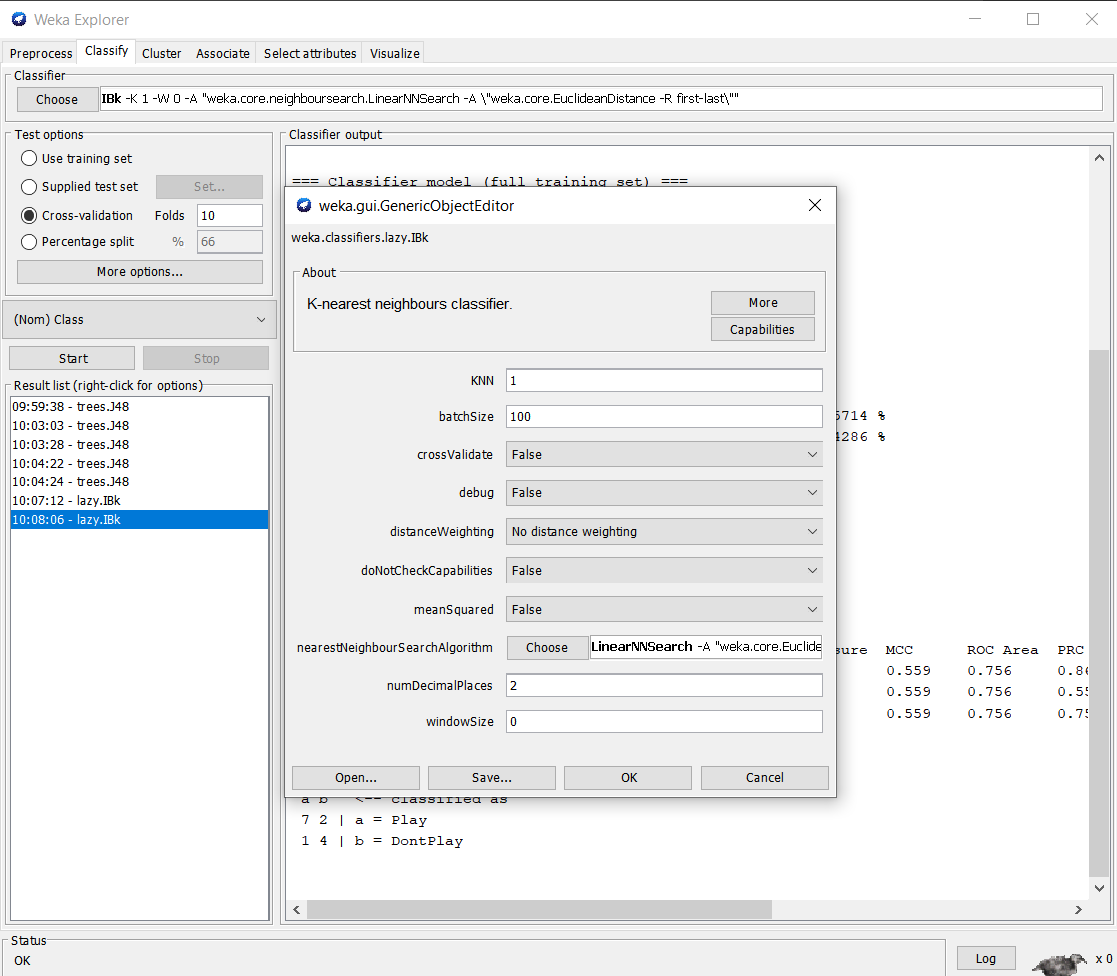 Weka Explorer
Preprocess Classify Cluster Associate Select attributes Visualize
Classifier
Choose IBk -K 1 -W 0 -A "weka.core.neighboursearch.LinearNNSearch -A \"weka.core.EuclideanDistance -R first-last\""
Test options
Use training set
Supplied test set Set...
Cross-validation Folds 10
Percentage split % 66
More options...
(Nom) Class
Start Stop
Result list (right-click for options)
09:59:38 - trees.J48
10:03:03 - trees.J48
10:03:28 - trees.J48
10:04:22 - trees.J48
10:04:24 - trees.J48
10:07:12 - lazy.IBk
10:08:06 - lazy.IBk
Classifier output
=== Classifier model (full training set) ===
weka.gui.GenericObjectEditor
weka.classifiers.lazy.IBk
About
K-nearest neighbours classifier.
More
Capabilities
KNN 1
batchSize 100
crossValidate False
debug False
distanceWeighting No distance weighting
doNotCheckCapabilities False
meanSquared False
nearestNeighbourSearchAlgorithm Choose LinearNNSearch -A "weka.core.Euclide
numDecimalPlaces 2
windowSize 0
Open... Save... OK Cancel
5714 %
4286 %
sure MCC ROC Area PRC
0.559 0.756 0.86
0.559 0.756 0.55
0.559 0.756 0.75
a b <-- classified as
7 2 | a = Play
1 4 | b = DontPlay
Status
OK
Log x 0